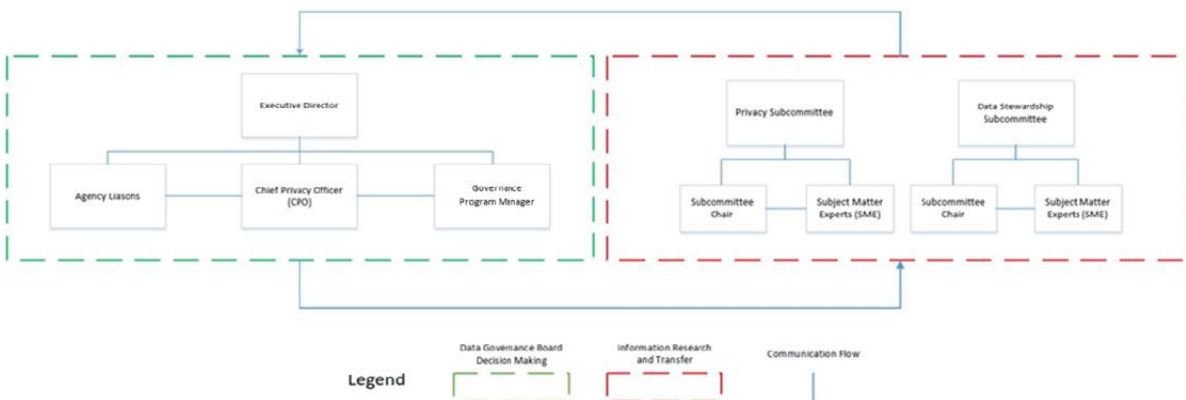 Executive Director
Agency Liasons
Chief Privacy Officer
(CPO)
Governance
Program Manager
Privacy Subcommittee
Data Stewardship
Subcommittee
Subcommittee
Chair
Subject Matter
Experts (SME)
Subcommittee
Chair
Subject Matter
Experts (SME)
Legend
Data Governance Board
Decision Making
Information Research
and Transfer
Communication Flow